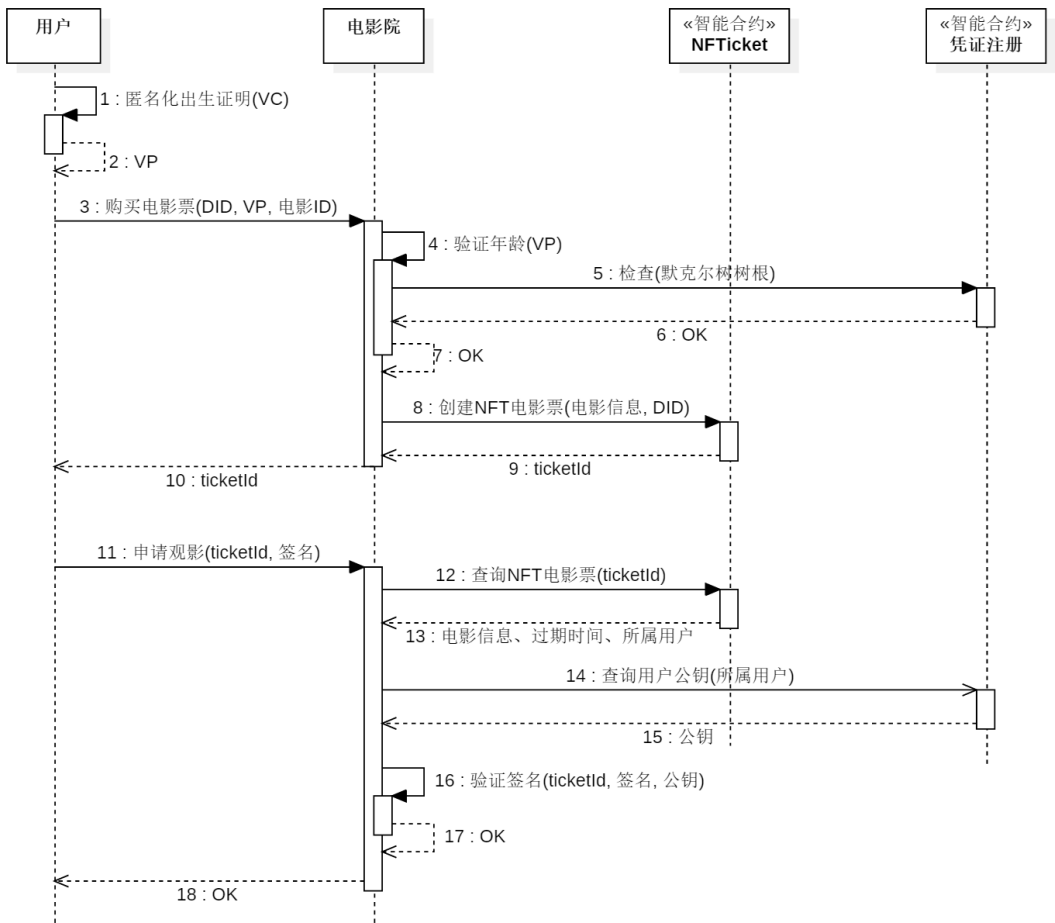 用户
电影院
«智能合约»
NFTicket
«智能合约»
凭证注册
1 : 匿名化出生证明(VC)
2 : VP
3 : 购买电影票(DID, VP, 电影ID)
4 : 验证年龄(VP)
5 : 检查(默克尔树树根)
6 : OK
7 : OK
8 : 创建NFT电影票(电影信息, DID)
9 : ticketId
10 : ticketId
11 : 申请观影(ticketId, 签名)
12 : 查询NFT电影票(ticketId)
13 : 电影信息、过期时间、所属用户
14 : 查询用户公钥(所属用户)
15 : 公钥
16 : 验证签名(ticketId, 签名, 公钥)
17 : OK
18 : OK